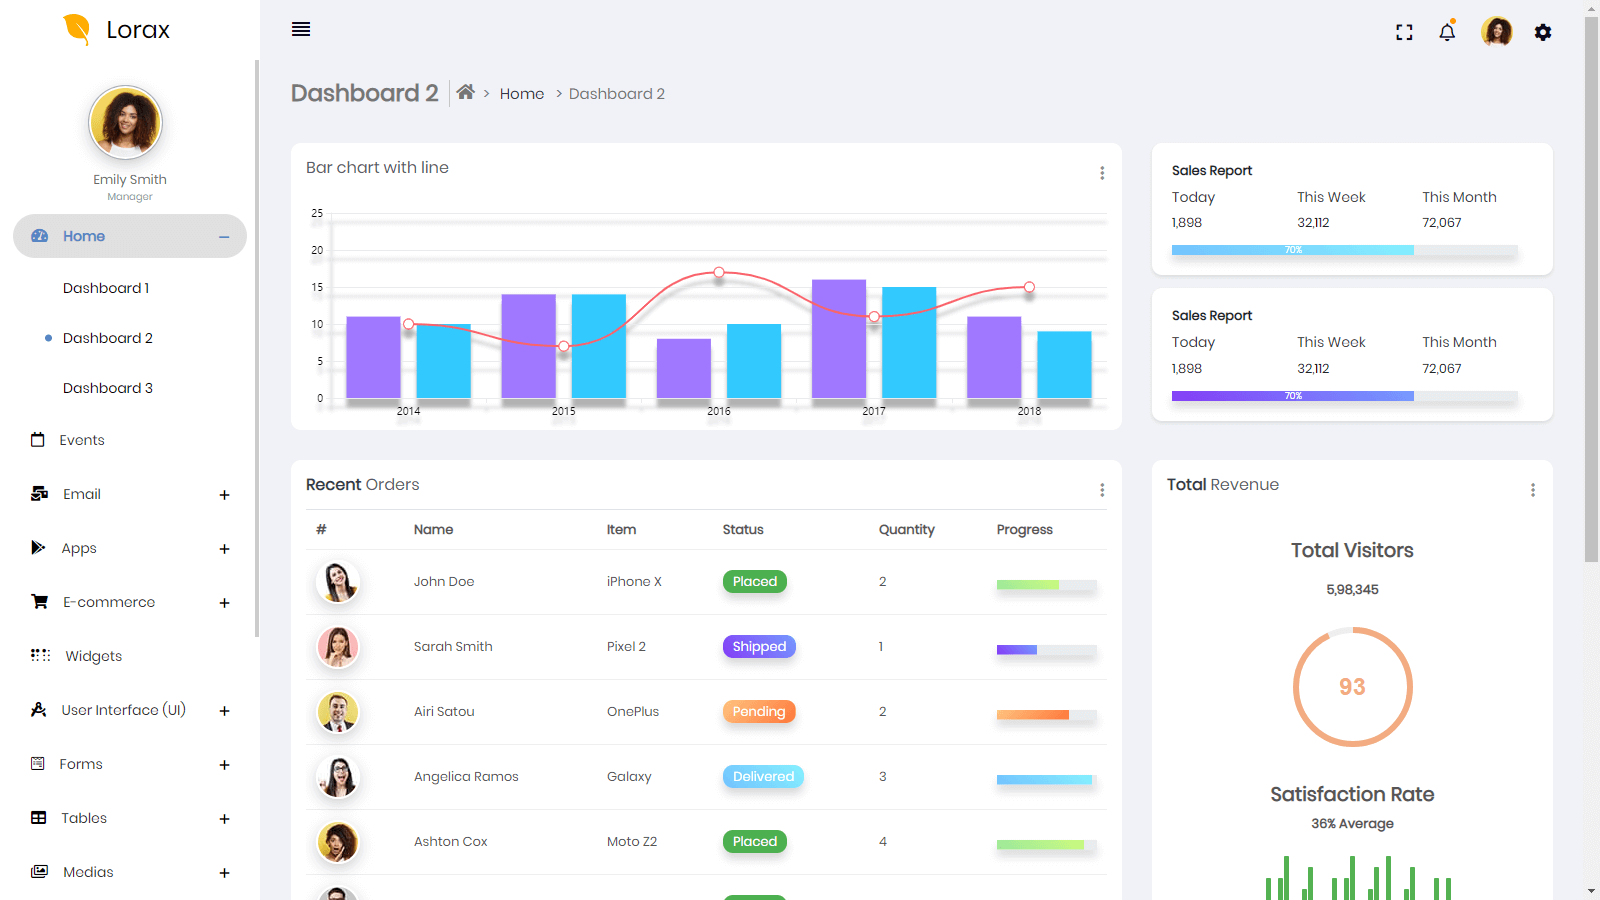 Lorax
Emily Smith
Manager
Home
Dashboard 1
Dashboard 2
Dashboard 3
Events
Email
Apps
E-commerce
Widgets
User Interface (UI)
Forms
Tables
Medias
Dashboard 2 > Home > Dashboard 2
Bar chart with line
25
20
15
10
5
0
2014 2015 2016 2017 2018
Sales Report
Today This Week This Month
1,898 32,112 72,067
70%
Sales Report
Today This Week This Month
1,898 32,112 72,067
70%
Recent Orders
# Name Item Status Quantity Progress
John Doe iPhone X Placed 2
Sarah Smith Pixel 2 Shipped 1
Airi Satou OnePlus Pending 2
Angelica Ramos Galaxy Delivered 3
Ashton Cox Moto Z2 Placed 4
Total Revenue
Total Visitors
5,98,345
93
Satisfaction Rate
36% Average